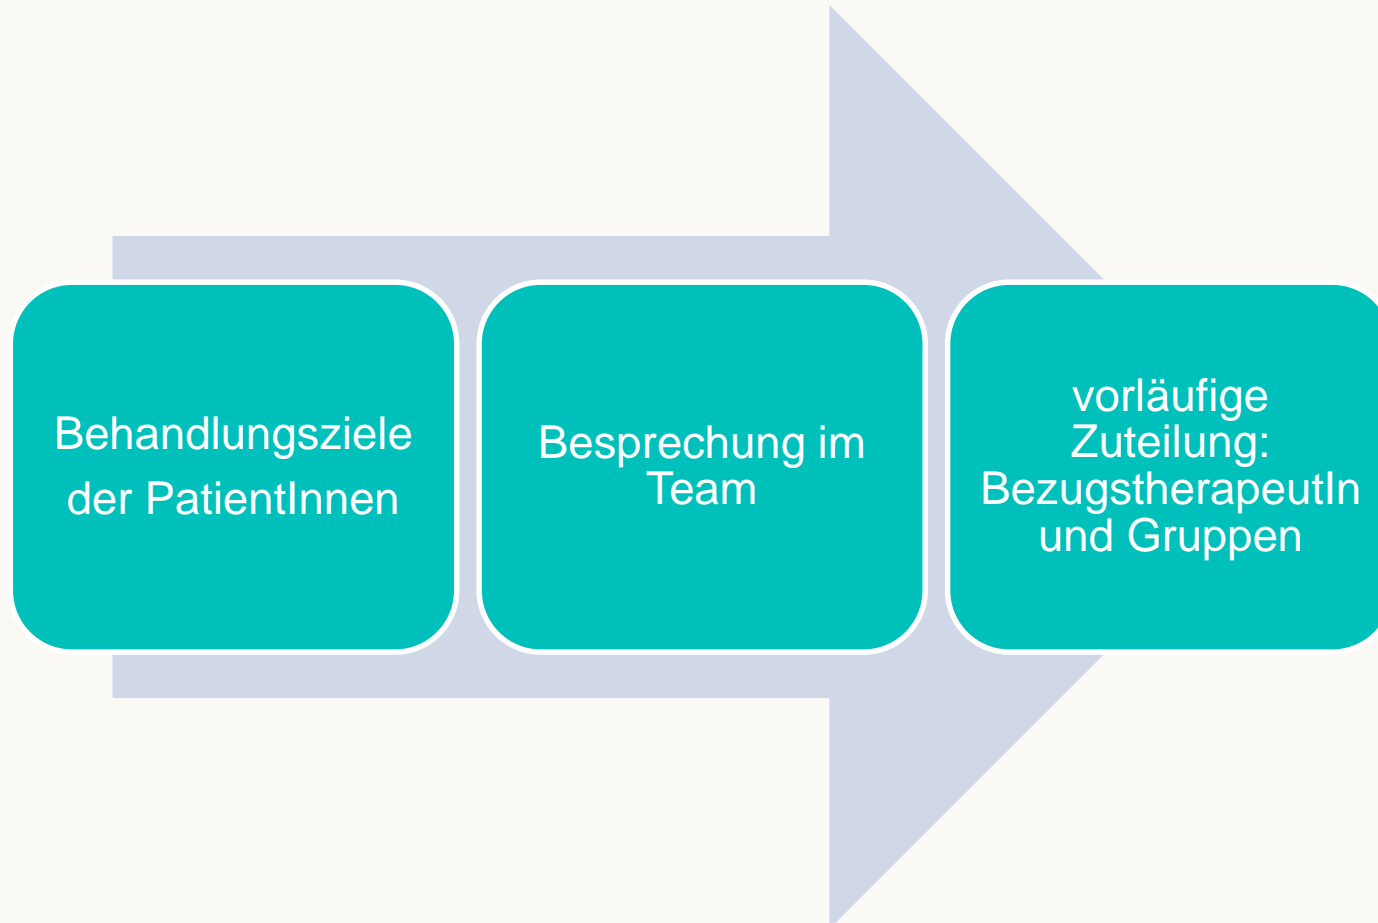 Behandlungsziele
der PatientInnen
Besprechung im
Team
vorläufige
Zuteilung:
BezugstherapeutIn
und Gruppen